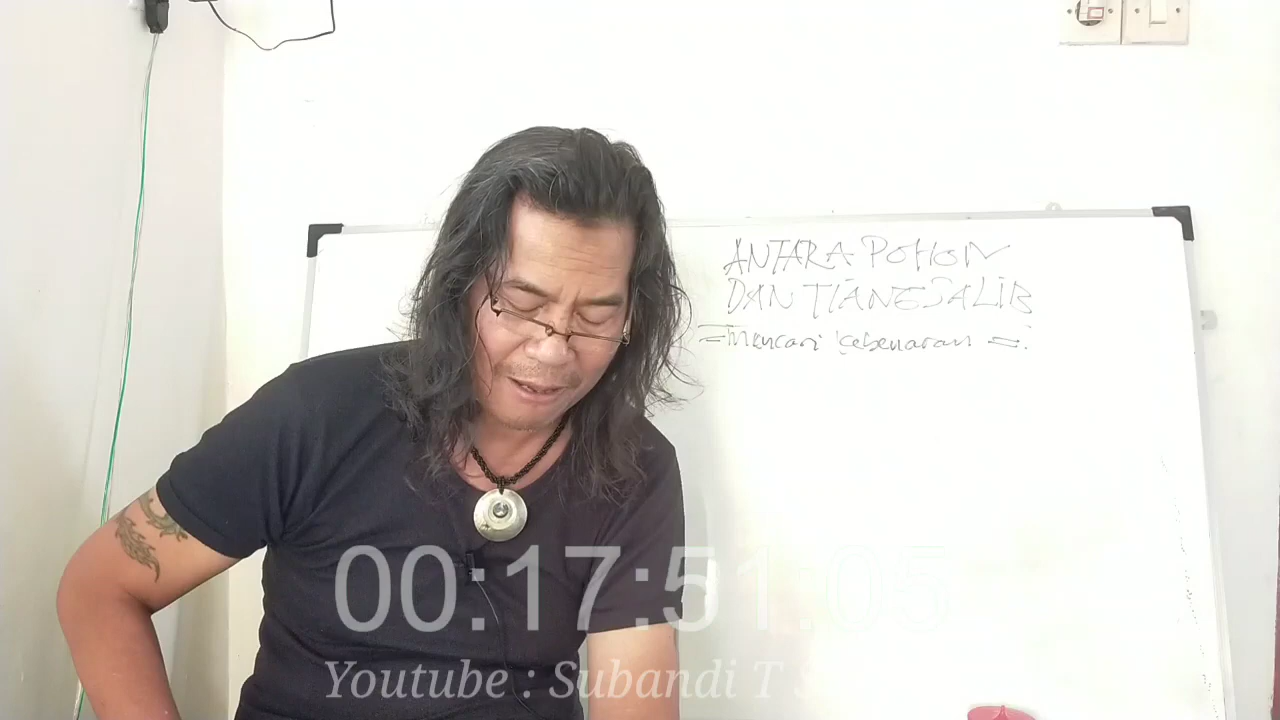 ANTARA POHON
DAN TIANG SALIB
= Mencari kebenaran =.
00:17:51:05
Youtube : Subandi T S